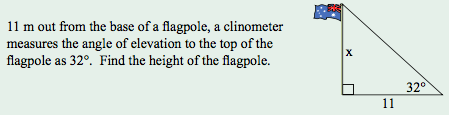 11 m out from the base of a flagpole, a clinometer
measures the angle of elevation to the top of the
flagpole as 32°. Find the height of the flagpole.
x
32°
11